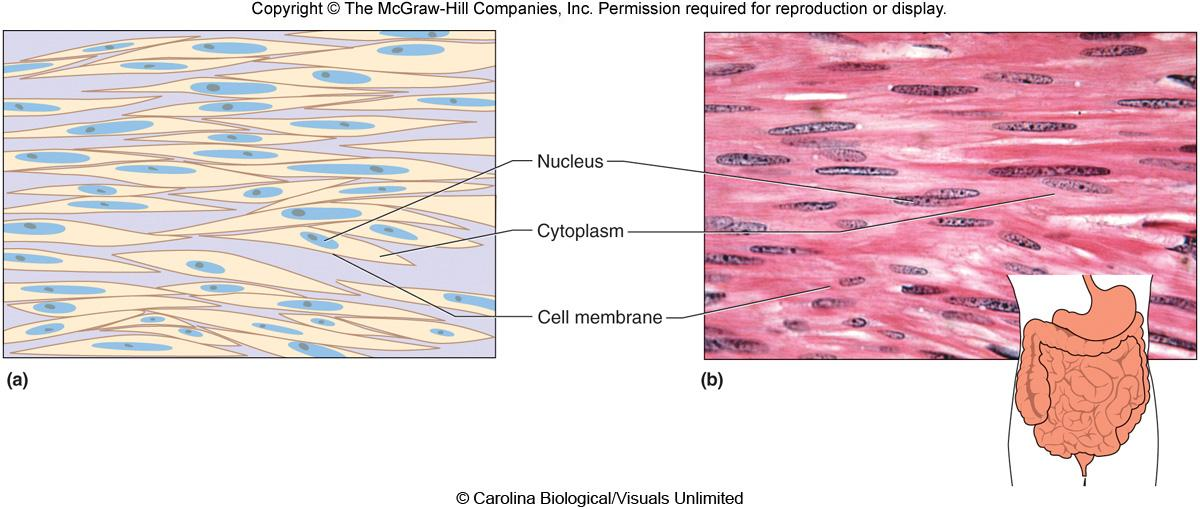 Copyright © The McGraw-Hill Companies, Inc. Permission required for reproduction or display.
Nucleus
Cytoplasm
Cell membrane
(a)
(b)
© Carolina Biological/Visuals Unlimited